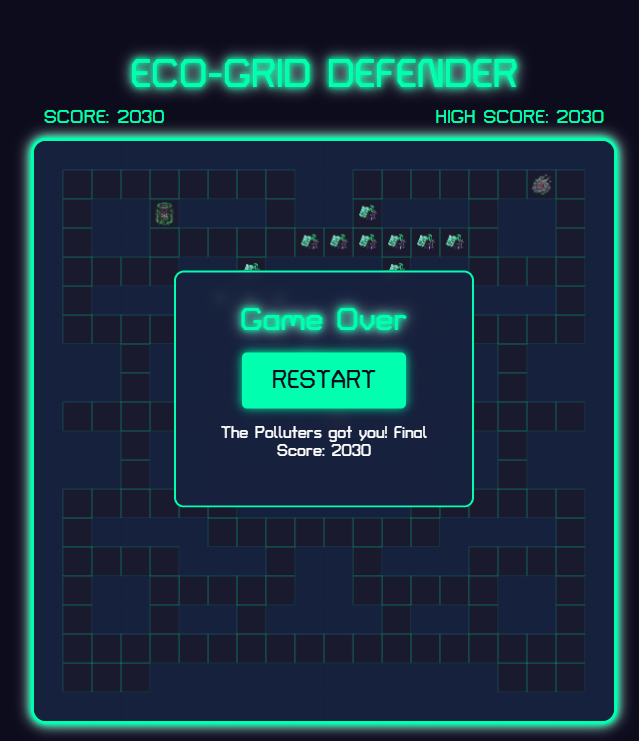 ECO-GRID DEFENDER
SCORE: 2030 HIGH SCORE: 2030
Game Over
RESTART
The Polluters got you! Final
Score: 2030